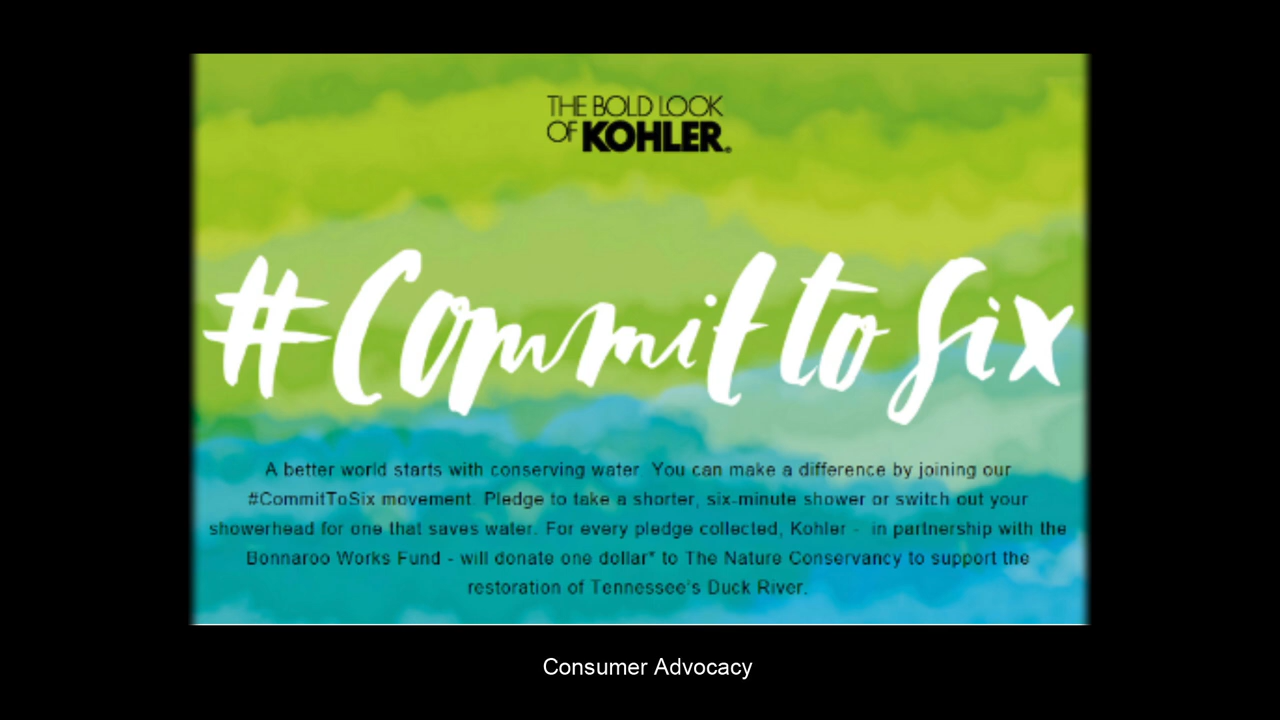 THE BOLD LOOK
OF KOHLER®
#Commit to Six
A better world starts with conserving water. You can make a difference by joining our
#CommitToSix movement. Pledge to take a shorter, six-minute shower or switch out your
showerhead for one that saves water. For every pledge collected, Kohler - in partnership with the
Bonnaroo Works Fund - will donate one dollar* to The Nature Conservancy to support the
restoration of Tennessee's Duck River.
Consumer Advocacy